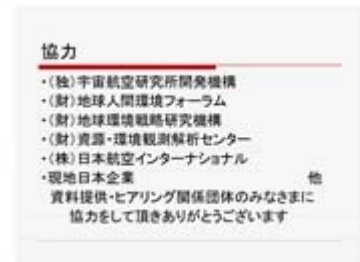 協力
・(独)宇宙航空研究所開発機構
・(財)地球人間環境フォーラム
・(財)地球環境戦略研究機構
・(財)資源・環境観測解析センター
・(株)日本航空インターナショナル
・現地日本企業 他
資料提供・ヒアリング関係団体のみなさまに
協力をして頂きありがとうございます